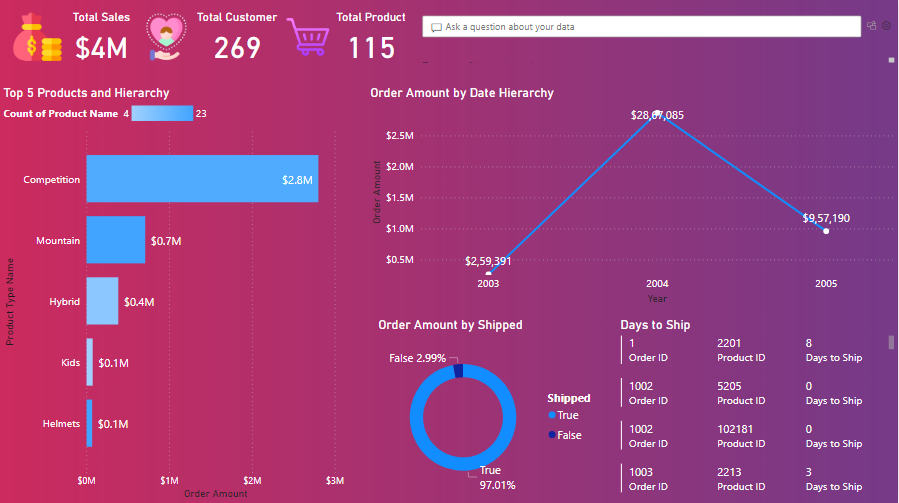 Total Sales
$4M
Total Customer
269
Total Product
115
Ask a question about your data
Top 5 Products and Hierarchy
Count of Product Name 4 23
Product Type Name
Competition $2.8M
Mountain $0.7M
Hybrid $0.4M
Kids $0.1M
Helmets $0.1M
$0M $1M $2M $3M
Order Amount
Order Amount by Date Hierarchy
Order Amount
$2.5M
$2.0M
$1.5M
$1.0M
$0.5M
$28,67,085
$9,57,190
$2,59,391
2003 2004 2005
Year
Order Amount by Shipped
False 2.99%
True
97.01%
Shipped
True
False
Days to Ship
1 2201 8
Order ID Product ID Days to Ship
1002 5205 0
Order ID Product ID Days to Ship
1002 102181 0
Order ID Product ID Days to Ship
1003 2213 3
Order ID Product ID Days to Ship